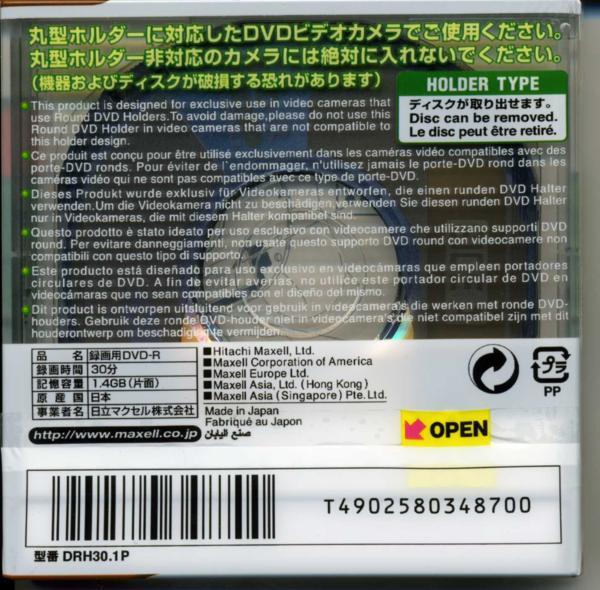 丸型ホルダーに対応したDVDビデオカメラでご使用ください。
丸型ホルダー非対応のカメラには絶対に入れないでください。
(機器およびディスクが破損する恐れがあります)
HOLDER TYPE
ディスクが取り出せます。
Disc can be removed.
Le disc peut être retiré.
• This product is designed for exclusive use in video cameras that
use Round DVD Holders.To avoid damage,please do not use this
Round DVD Holder in video cameras that are not compatible to
this holder design.
• Ce produit est conçu pour être utilisé exclusivement dans les caméras vidéo compatibles avec des
porte-DVD ronds. Pour éviter de l`endommager, n'utilisez jamais le porte-DVD rond dans les
caméras vidéo qui ne sont pas compatibles avec ce type de porte-DVD.
• Dieses Produkt wurde exklusiv für Videokameras entworfen, die einen runden DVD Halter
verwenden.Um die Videokamera nicht zu beschädigen, verwenden Sie diesen runden DVD Halter
nur in Videokameras, die mit diesem Halter kompatibel sind.
• Questo prodotto è stato ideato per uso esclusivo con videocamere che utilizzano supporti DVD
round. Per evitare danneggiamenti, non usate questo supporto DVD round con videocamere non
compatibili con questo tipo di supporto.
• Este producto está diseñado para uso exclusivo en videocámaras que empleen portadores
circulares de DVD. A fin de evitar averías, no utilice este portador circular de DVD en
videocámaras que no sean compatibles con el diseño del mismo.
• Dit product is ontworpen uitsluitend voor gebruik in videocamera's die werken met ronde DVD-
houders. Gebruik deze ronde DVD-houder niet in videocamera's die niet compatibel zijn met dit
houderontwerp om beschadiging te vermijden.
品 名 録画用DVD-R
録画時間 30分
記憶容量 1.4GB (片面)
原産国 日本
事業者名 日立マクセル株式会社
http://www.maxell.co.jp
■Hitachi Maxell, Ltd.
■Maxell Corporation of America
■Maxell Europe Ltd.
■Maxell Asia, Ltd. (Hong Kong)
■Maxell Asia (Singapore) Pte. Ltd.
Made in Japan
Fabriqué au Japon
صنع اليابان
プラ
PP
OPEN
T4902580348700
型番 DRH30.1P